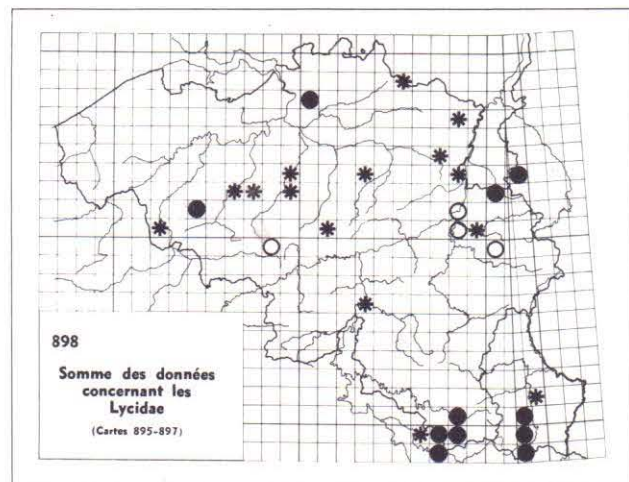 898
Somme des données
concernant les
Lycidae
(Cartes 895-897)